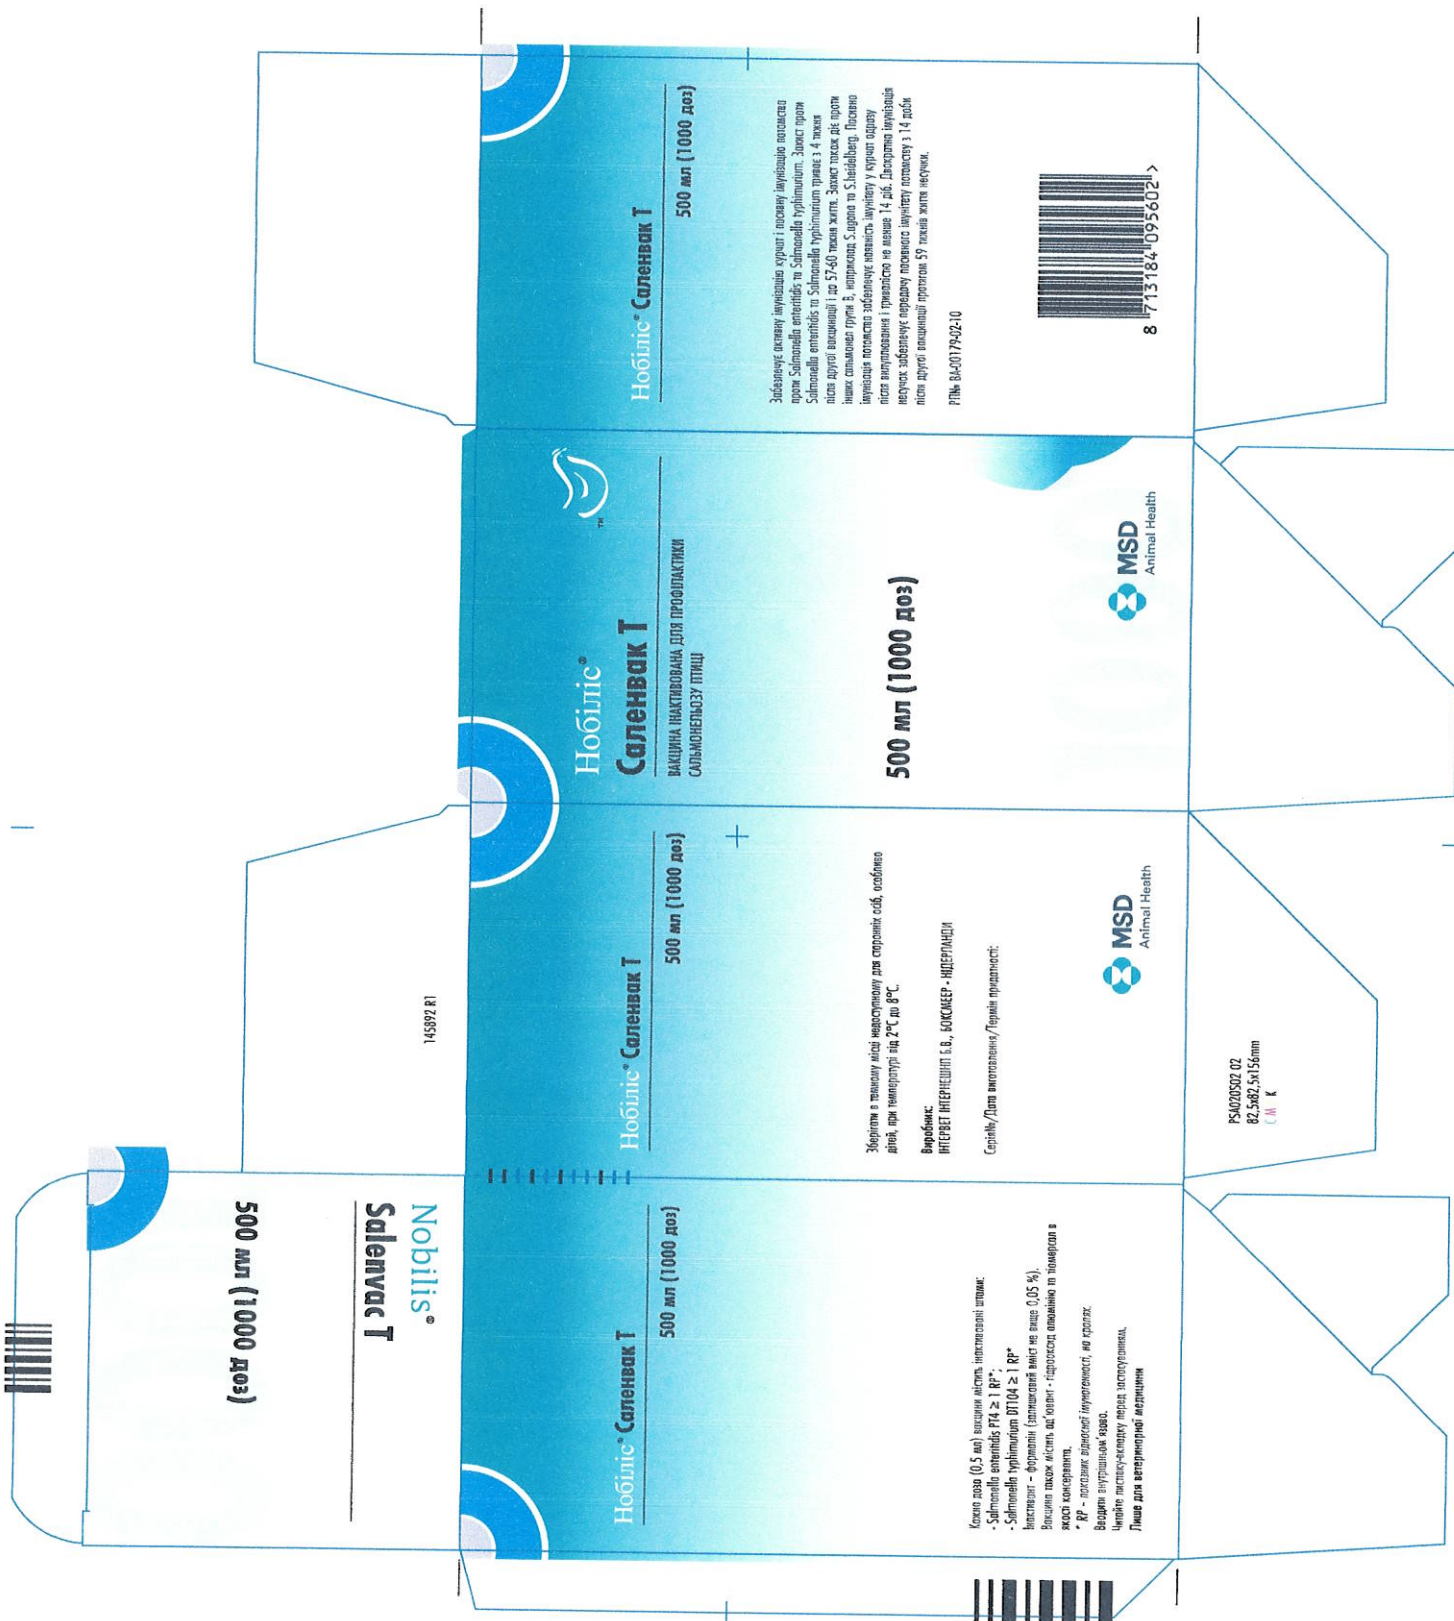 Nobilis®
Salenvac T
500 мл (1000 доз)
145892 R1
Нобіліс® Саленвак Т
500 мл (1000 доз)
Кожна доза (0,5 мл) вакцини містить інактивовані штами:
- Salmonella enteritidis PT4 ≥ 1 RP*;
- Salmonella typhimurium DT104 ≥ 1 RP*
Інактивант – формалін (залишковий вміст не вище 0,05 %).
Вакцина також містить ад'ювант - гідрооксид алюмінію та тіомерсал в
якості консерванта.
* RP – показник відносної імуногенності, на кролях.
Вводити внутрішньом'язово.
Читайте листівку-вкладку перед застосуванням.
Лише для ветеринарної медицини
Нобіліс® Саленвак Т
500 мл (1000 доз)
Зберігати в темному місці недоступному для сторонніх осіб, особливо
дітей, при температурі від 2°C до 8°C.
Виробник:
ІНТЕРВЕТ ІНТЕРНЕШНЛ Б.В., БОКСМЕЕР - НІДЕРЛАНДИ
Серія№/Дата виготовлення/Термін придатності:
MSD
Animal Health
PSA020502 02
82,5x82,5x156mm
C M K
Нобіліс®
Саленвак Т
TM
ВАКЦИНА ІНАКТИВОВАНА ДЛЯ ПРОФІЛАКТИКИ
САЛЬМОНЕЛЬОЗУ ПТИЦІ
500 мл (1000 доз)
1000
MSD
Animal Health
Нобіліс® Саленвак Т
500 мл (1000 доз)
Забезпечує активну імунізацію курчат і пасивну імунізацію потомства
проти Salmonella enteritidis та Salmonella typhimurium. Захист проти
Salmonella enteritidis та Salmonella typhimurium триває з 4 тижня
після другої вакцинації і до 57-60 тижня життя. Захист також діє проти
інших сальмонел групи В, наприклад S.agona та S.heidelberg. Пасивна
імунізація потомства забезпечує наявність імунітету у курчат одразу
після вилуплювання і тривалістю не менше 14 діб. Двократна імунізація
несучок забезпечує передачу пасивного імунітету потомству з 14 доби
після другої вакцинації протягом 59 тижнів життя несучки.
РП№ ВА-00179-02-10
8 713184 095602 >